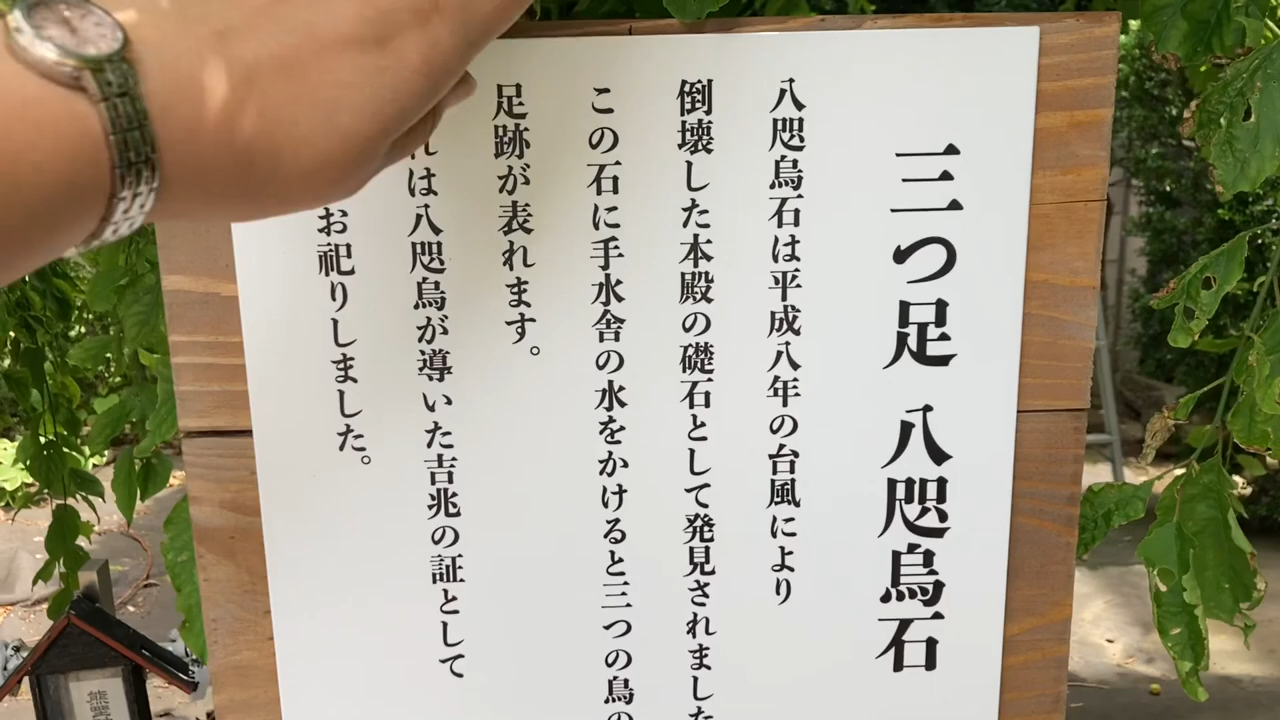 三つ足 八咫烏石
八咫烏石は平成八年の台風により
倒壊した本殿の礎石として発見されました
この石に手水舎の水をかけると三つの烏の
足跡が表れます。
れは八咫烏が導いた吉兆の証として
お祀りしました。
熊野